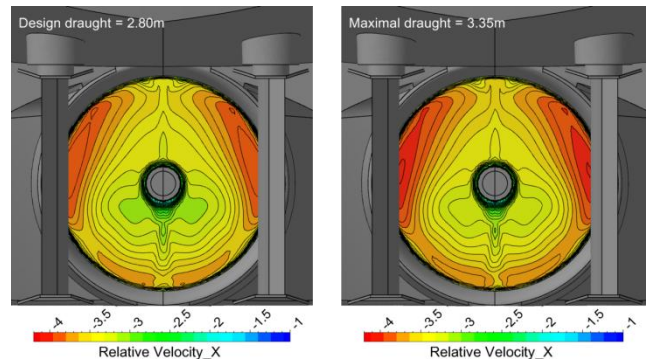 Design draught = 2.80m
-4 -3.5 -3 -2.5 -2 -1.5 -1
Relative Velocity_X
Maximal draught = 3.35m
-4 -3.5 -3 -2.5 -2 -1.5 -1
Relative Velocity_X